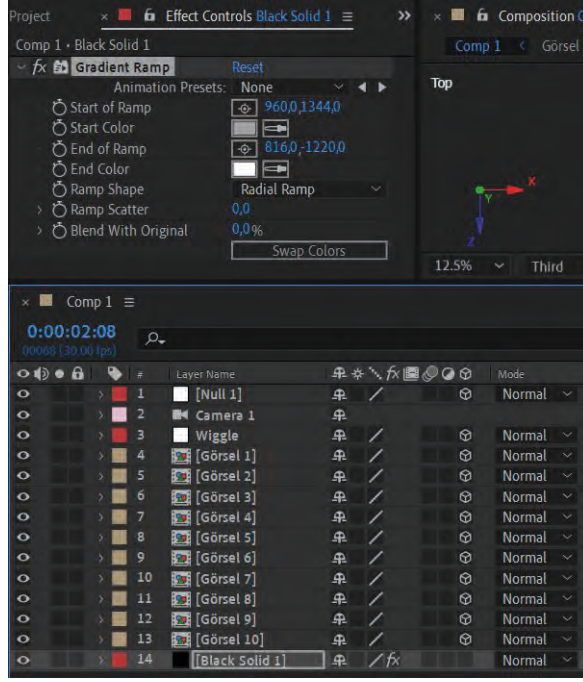 Project × Effect Controls Black Solid 1 ≡ >> × Composition C
Comp 1 • Black Solid 1
Comp 1 < Görsel
fx Gradient Ramp Reset
Animation Presets: None
Top
Start of Ramp 960,0,1344,0
Start Color
End of Ramp 816,0,-1220,0
End Color
Ramp Shape Radial Ramp
X
Y
Ramp Scatter 0,0
Blend With Original 0,0%
Z
Swap Colors
12.5% Third
× Comp 1 ≡
0:00:02:08
00068 (30.00 fps)
# Layer Name fx Mode
1 [Null 1] Normal
2 Camera 1
3 Wiggle Normal
4 [Görsel 1] Normal
5 [Görsel 2] Normal
6 [Görsel 3] Normal
7 [Görsel 4] Normal
8 [Görsel 5] Normal
9 [Görsel 6] Normal
10 [Görsel 7] Normal
11 [Görsel 8] Normal
12 [Görsel 9] Normal
13 [Görsel 10] Normal
14 [Black Solid 1] fx Normal